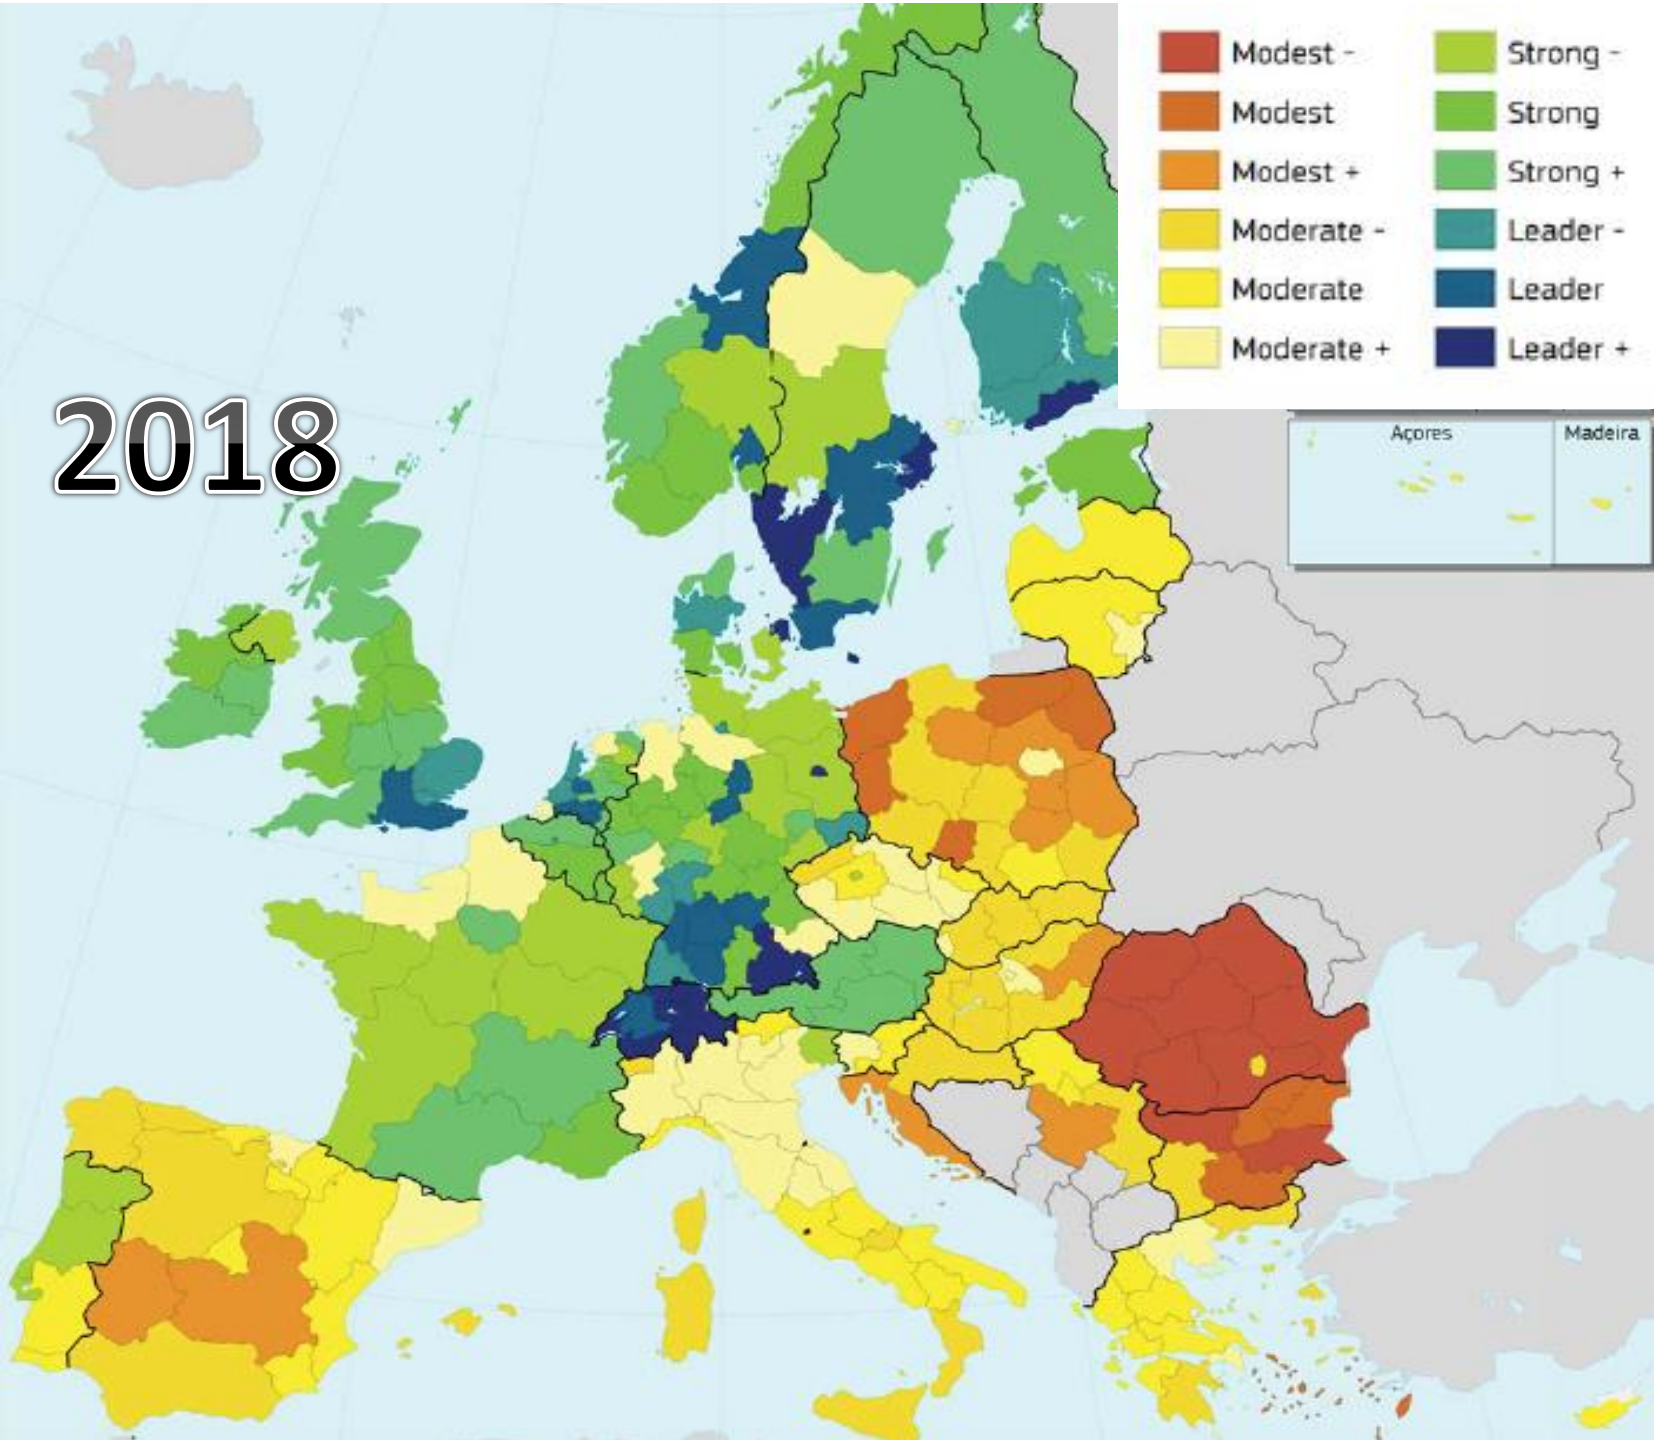 2018
Modest -
Modest
Modest +
Moderate -
Moderate
Moderate +
Strong -
Strong
Strong +
Leader -
Leader
Leader +
Açores
Madeira